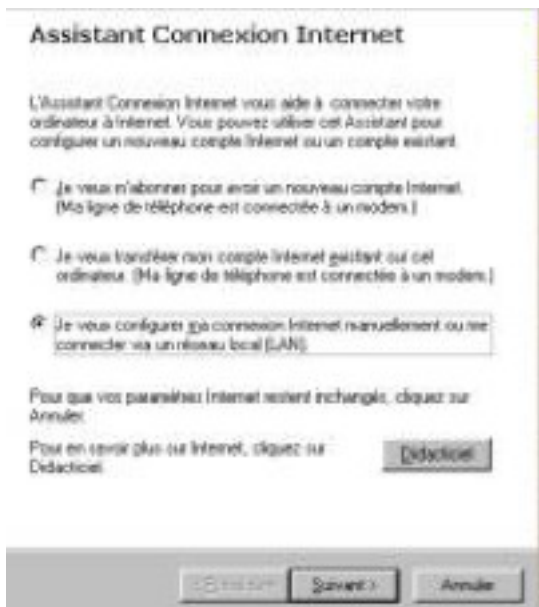 Assistant Connexion Internet
L'Assistant Connexion Internet vous aide à connecter votre
ordinateur à Internet. Vous pouvez utiliser cet Assistant pour
configurer un nouveau compte Internet ou un compte existant.
Je veux m'abonner pour avoir un nouveau compte Internet.
(Ma ligne de téléphone est connectée à un modem.)
Je veux transférer mon compte Internet existant sur cet
ordinateur. (Ma ligne de téléphone est connectée à un modem.)
Je veux configurer ma connexion Internet manuellement ou me
connecter via un réseau local (LAN).
Pour que vos paramètres Internet restent inchangés, cliquez sur
Annuler.
Pour en savoir plus sur Internet, cliquez sur
Didacticiel.
Didacticiel
Suivant >
Annuler